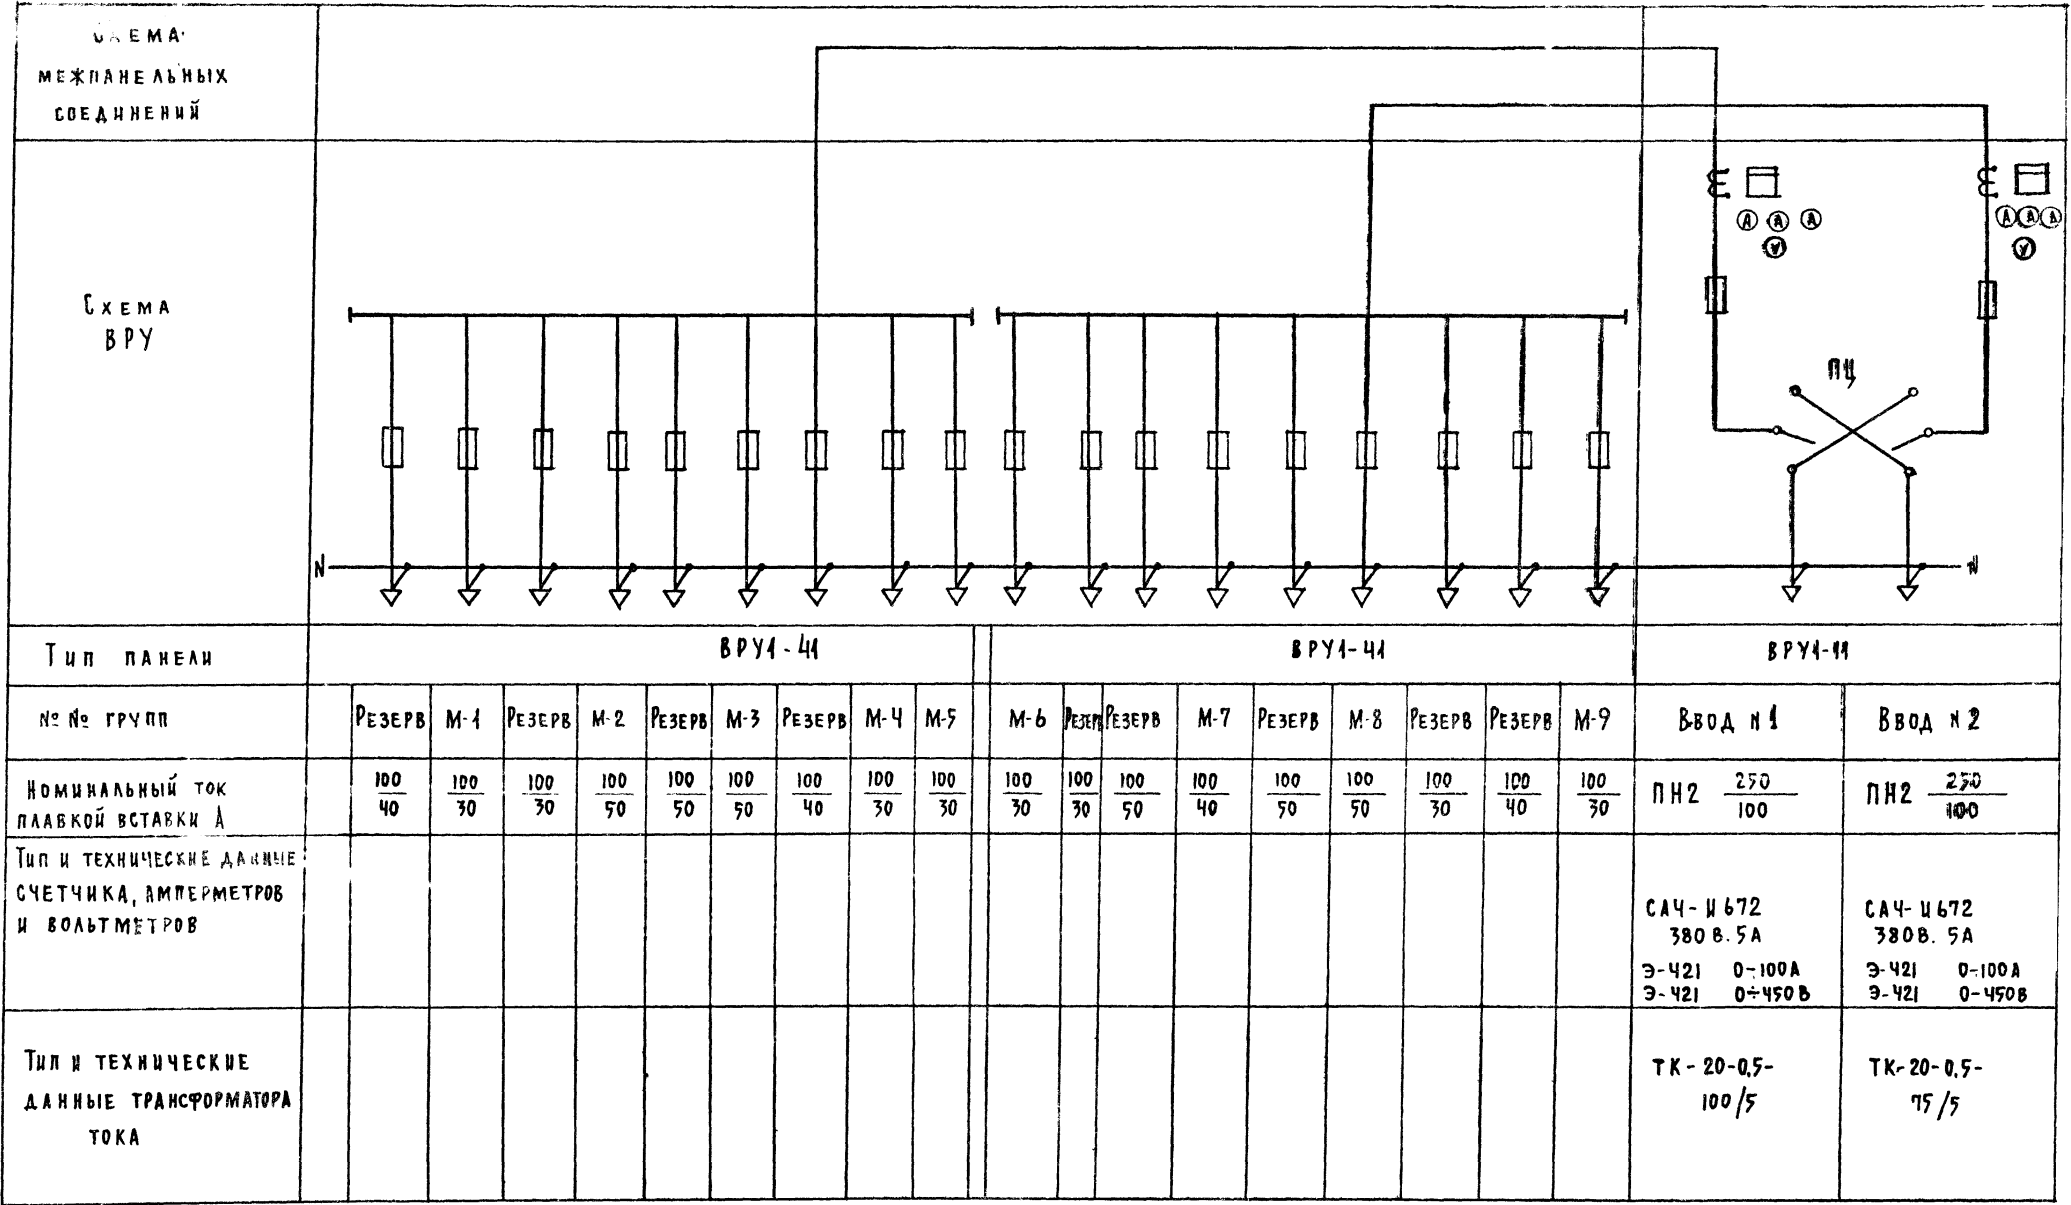 СХЕМА
МЕЖПАНЕЛЬНЫХ
СОЕДИНЕНИЙ
А А А
V
А А А
V
СХЕМА
ВРУ
ПЦ
N
N
ТИП ПАНЕЛИ
ВРУ1-41
ВРУ1-41
ВРУ1-11
№ № ГРУПП
РЕЗЕРВ М-1 РЕЗЕРВ М-2 РЕЗЕРВ М-3 РЕЗЕРВ М-4 М-5 М-6 РЕЗЕРВ РЕЗЕРВ М-7 РЕЗЕРВ М-8 РЕЗЕРВ РЕЗЕРВ М-9 ВВОД N1 ВВОД N2
НОМИНАЛЬНЫЙ ТОК
ПЛАВКОЙ ВСТАВКИ А
100/40 100/30 100/30 100/50 100/50 100/50 100/40 100/30 100/30 100/30 100/30 100/50 100/40 100/50 100/50 100/30 100/40 100/30 ПН2 250/100 ПН2 250/100
ТИП И ТЕХНИЧЕСКИЕ ДАННЫЕ
СЧЕТЧИКА, АМПЕРМЕТРОВ
И ВОЛЬТМЕТРОВ
САЧ-И672
380В. 5А
Э-421 0-100А
Э-421 0÷450В
САЧ-И672
380В. 5А
Э-421 0-100А
Э-421 0-450В
ТИП И ТЕХНИЧЕСКИЕ
ДАННЫЕ ТРАНСФОРМАТОРА
ТОКА
ТК-20-0,5-
100/5
ТК-20-0,5-
75/5